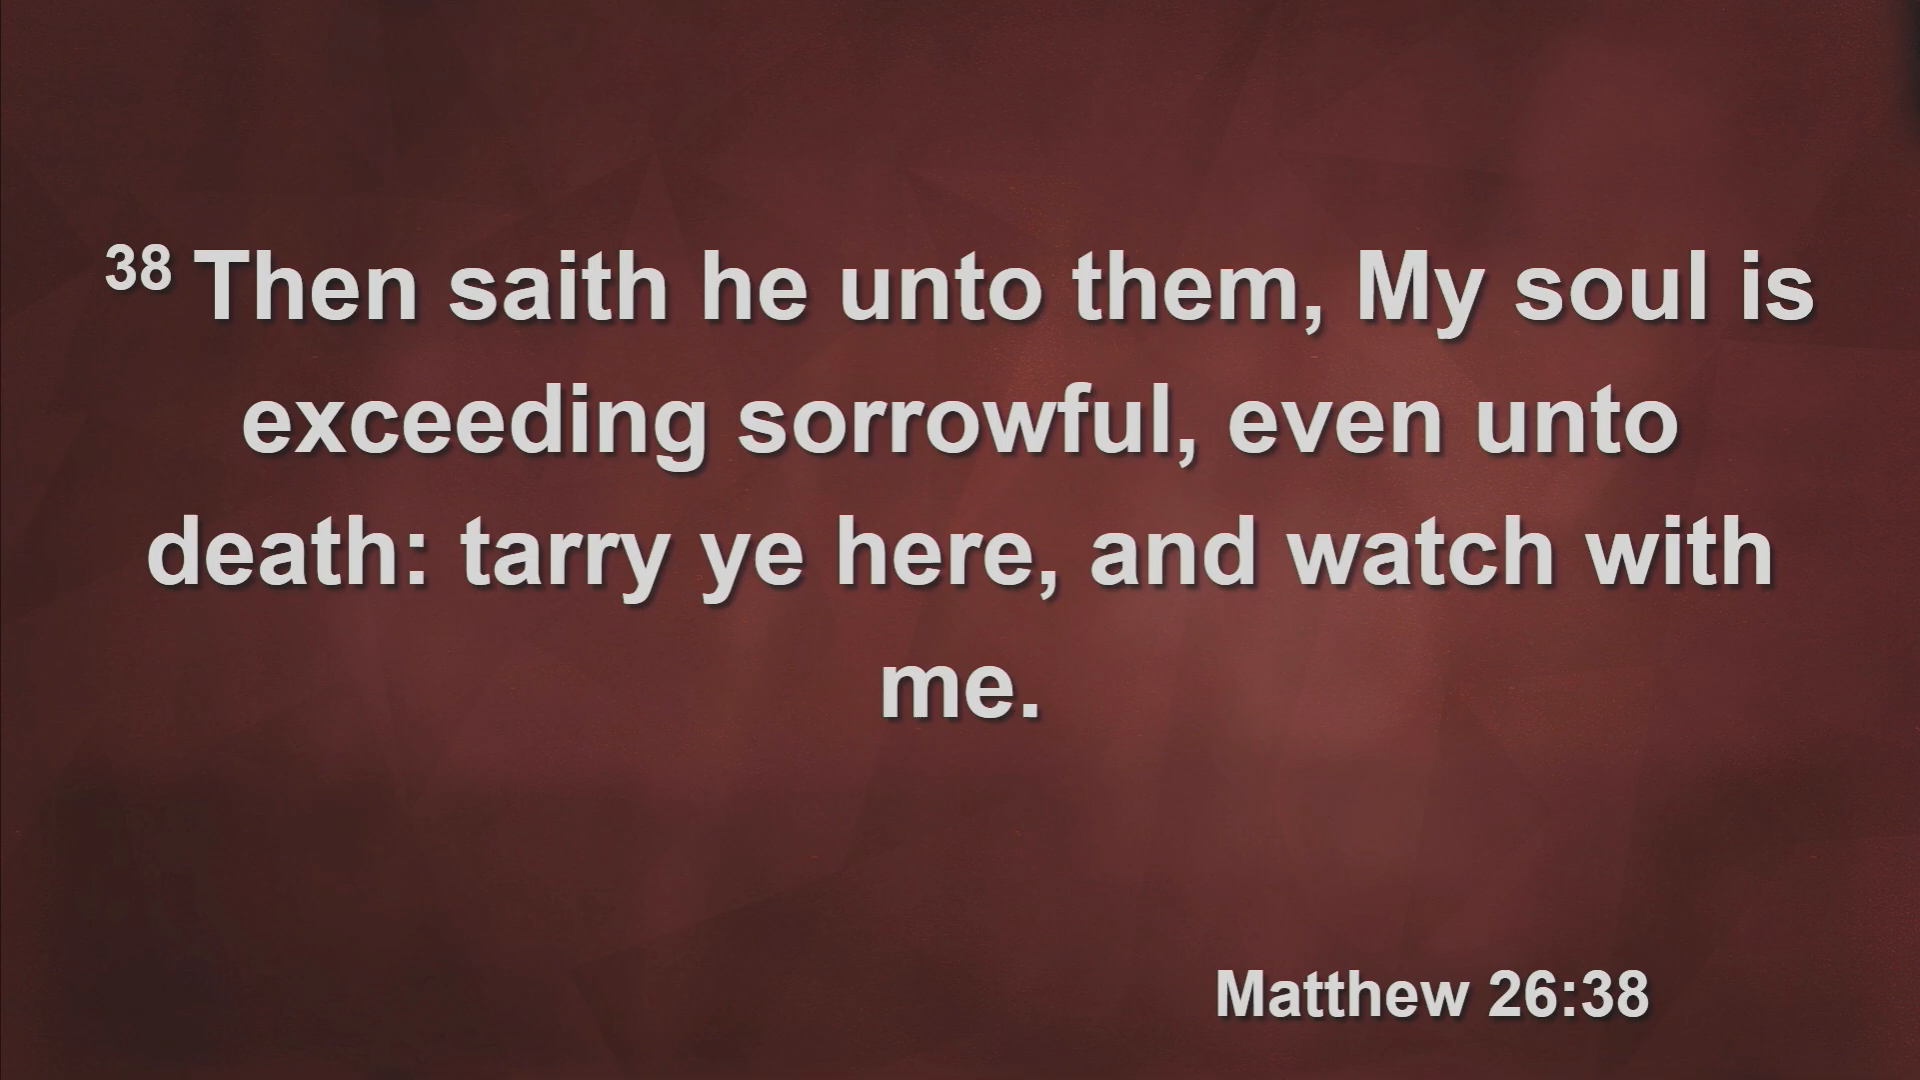 38 Then saith he unto them, My soul is
exceeding sorrowful, even unto
death: tarry ye here, and watch with
me.
Matthew 26:38